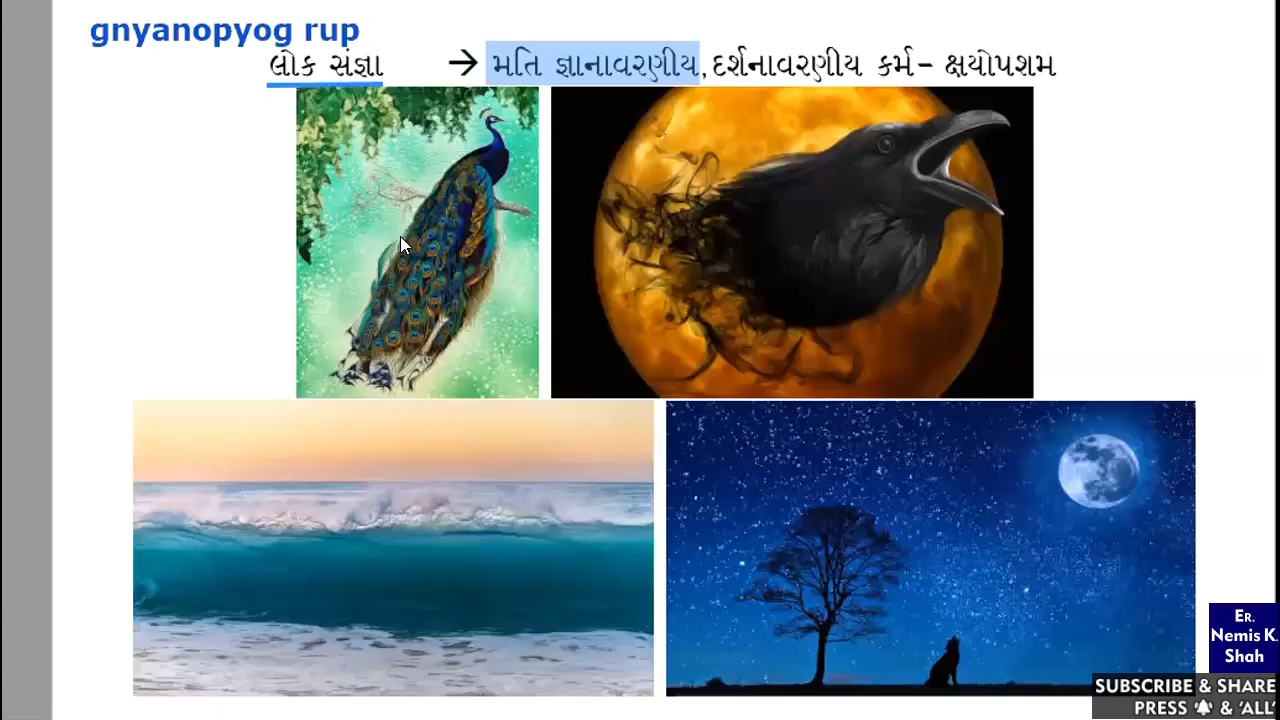 gnyanopyog rup
લોક સંજ્ઞા → મતિ જ્ઞાનાવરણીય, દર્શનાવરણીય કર્મ - ક્ષયોપશમ
ER.
Nemis K.
Shah
SUBSCRIBE & SHARE
PRESS 🔔 & 'ALL'